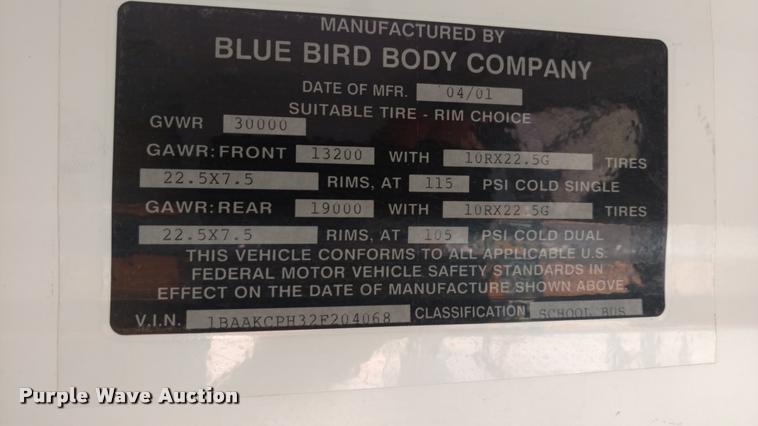 MANUFACTURED BY
BLUE BIRD BODY COMPANY
DATE OF MFR. 04/01
SUITABLE TIRE - RIM CHOICE
GVWR 30000
GAWR: FRONT 13200 WITH 10RX22.5G TIRES
22.5X7.5 RIMS, AT 115 PSI COLD SINGLE
GAWR: REAR 19000 WITH 10RX22.5G TIRES
22.5X7.5 RIMS, AT 105 PSI COLD DUAL
THIS VEHICLE CONFORMS TO ALL APPLICABLE U.S.
FEDERAL MOTOR VEHICLE SAFETY STANDARDS IN
EFFECT ON THE DATE OF MANUFACTURE SHOWN ABOVE.
V.I.N. 1BAAKCPH32F204068 CLASSIFICATION SCHOOL BUS
Purple Wave Auction